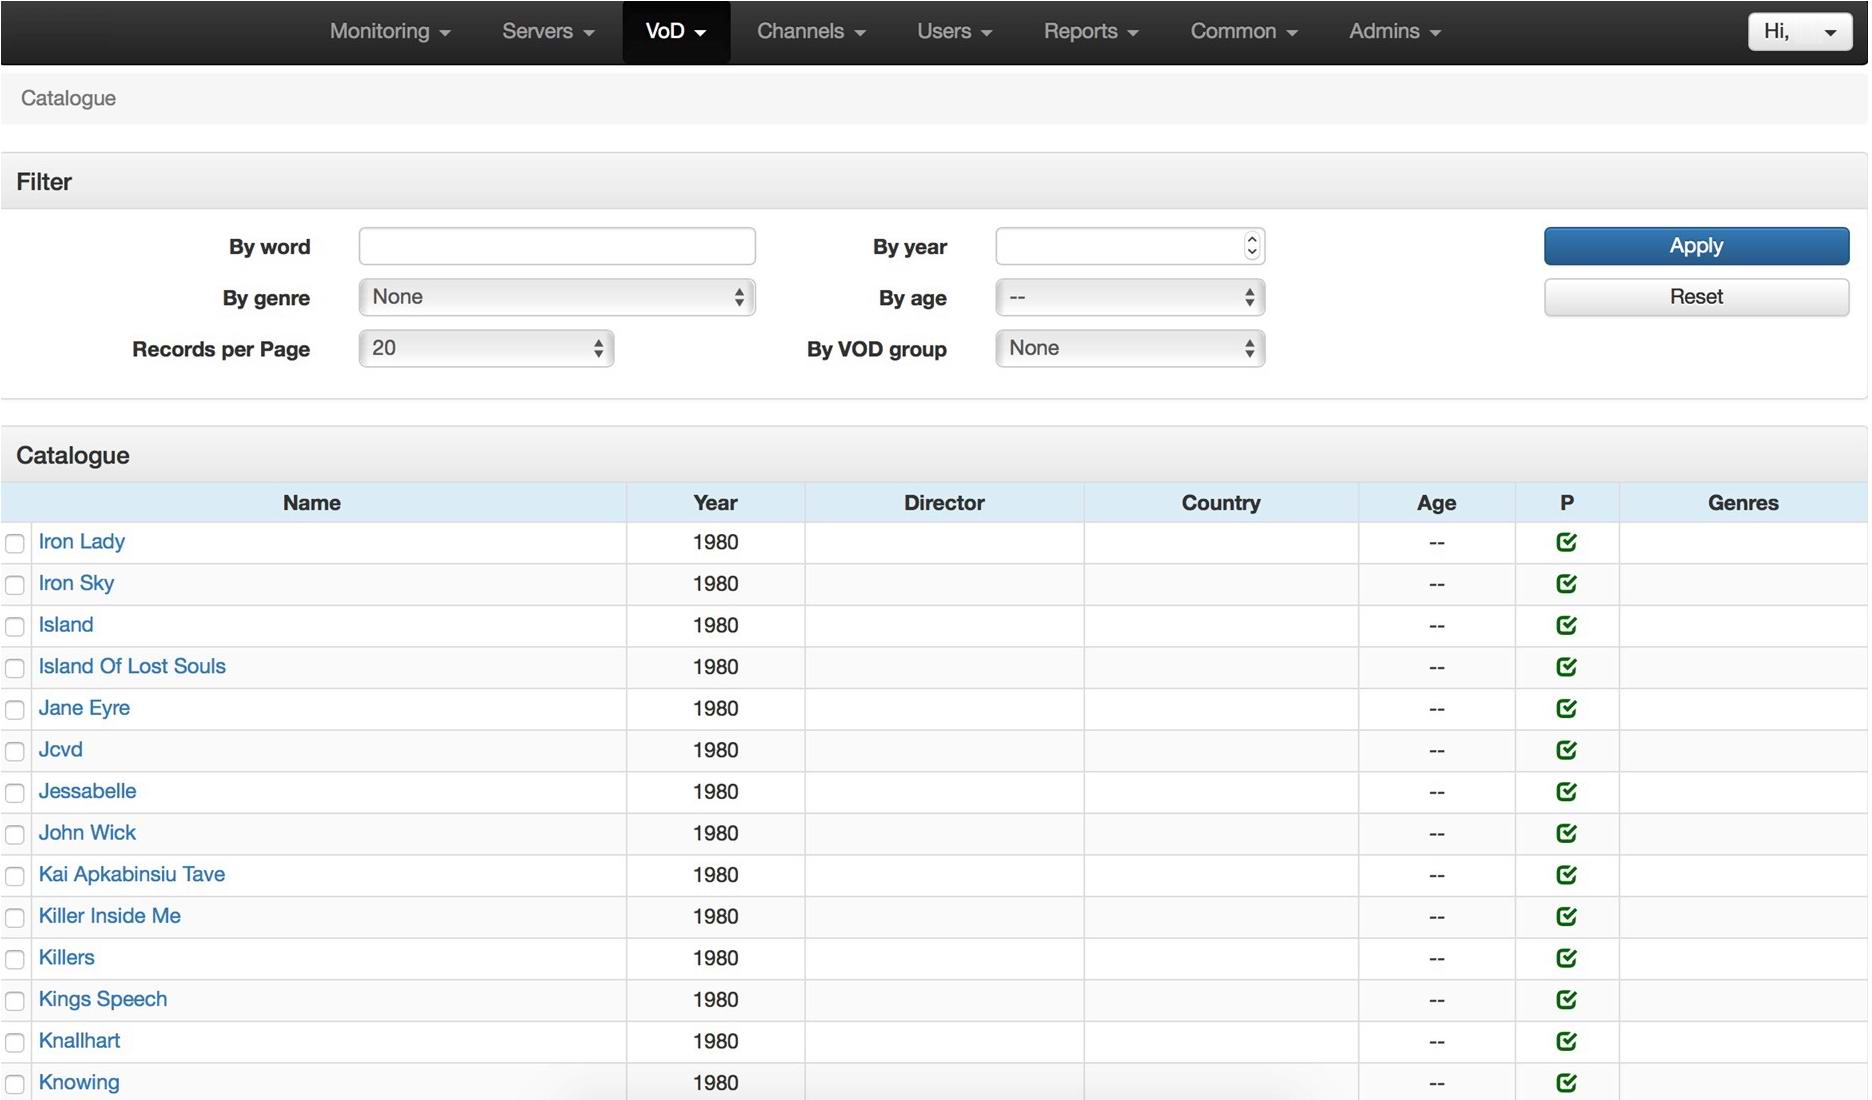 Monitoring Servers VoD Channels Users Reports Common Admins Hi,
Catalogue
Filter
By word By year Apply
By genre None By age -- Reset
Records per Page 20 By VOD group None
Catalogue
Name Year Director Country Age P Genres
Iron Lady 1980 --
Iron Sky 1980 --
Island 1980 --
Island Of Lost Souls 1980 --
Jane Eyre 1980 --
Jcvd 1980 --
Jessabelle 1980 --
John Wick 1980 --
Kai Apkabinsiu Tave 1980 --
Killer Inside Me 1980 --
Killers 1980 --
Kings Speech 1980 --
Knallhart 1980 --
Knowing 1980 --